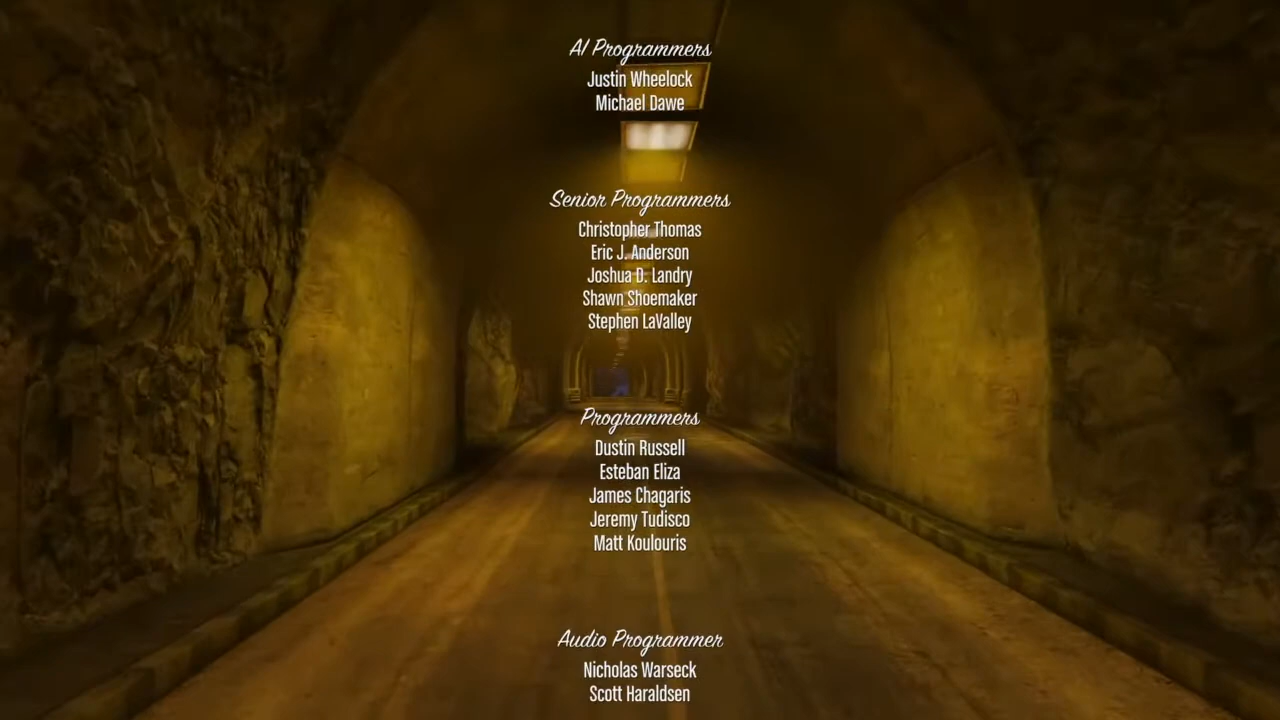 AI Programmers
Justin Wheelock
Michael Dawe
Senior Programmers
Christopher Thomas
Eric J. Anderson
Joshua D. Landry
Shawn Shoemaker
Stephen LaValley
Programmers
Dustin Russell
Esteban Eliza
James Chagaris
Jeremy Tudisco
Matt Koulouris
Audio Programmer
Nicholas Warseck
Scott Haraldsen